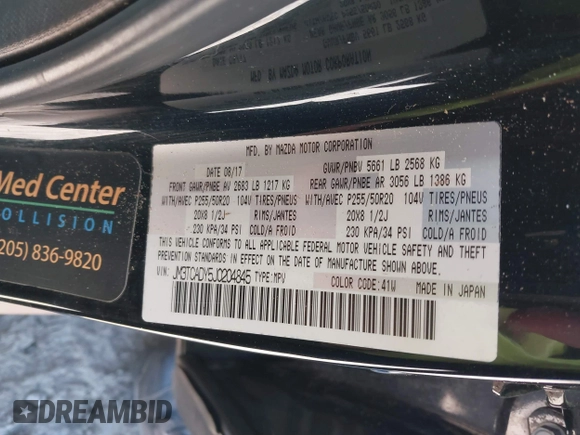 MFD. BY MAZDA MOTOR CORPORATION
DATE 08/17 GVWR/PNBV 5661 LB 2568 KG
FRONT GAWR/PNBE AV 2683 LB 1217 KG REAR GAWR/PNBE AR 3056 LB 1386 KG
WITH/AVEC P255/50R20 104V TIRES/PNEUS WITH/AVEC P255/50R20 104V TIRES/PNEUS
20X8 1/2J RIMS/JANTES 20X8 1/2J RIMS/JANTES
230 KPA/34 PSI COLD/A FROID 230 KPA/34 PSI COLD/A FROID
THIS VEHICLE CONFORMS TO ALL APPLICABLE FEDERAL MOTOR VEHICLE SAFETY AND THEFT
PREVENTION STANDARDS IN EFFECT ON THE DATE OF MANUFACTURE SHOWN ABOVE.
VIN: JM3TCADY5J0204845 TYPE: MPV COLOR CODE: 41W MADE IN JAPAN
Med Center
COLLISION
(205) 836-9820
DREAMBID